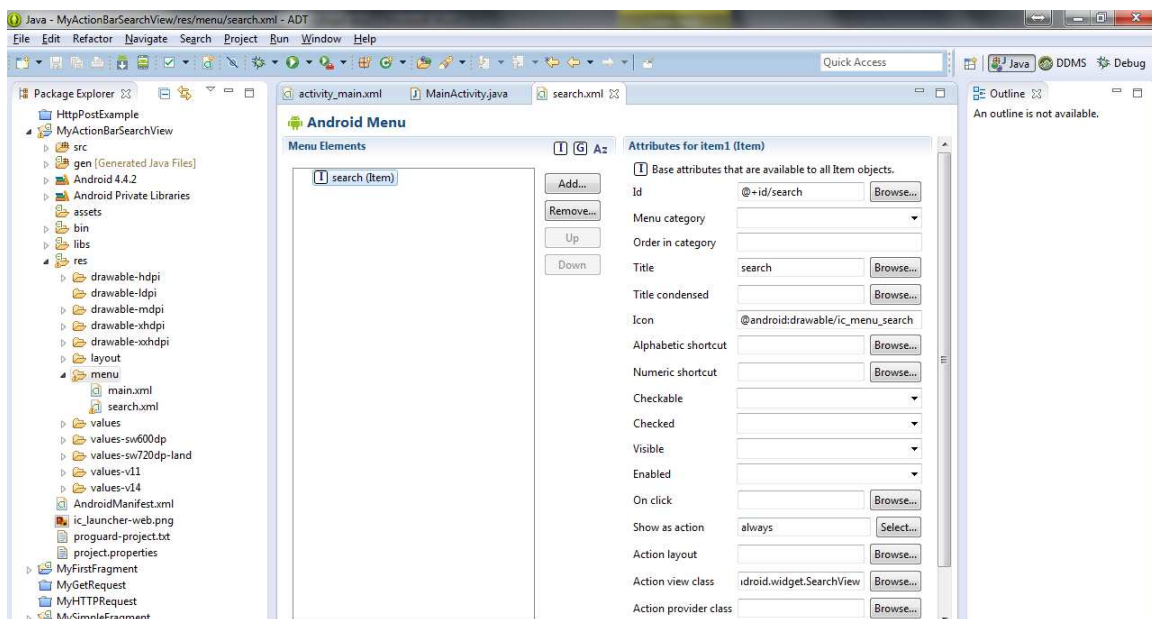 Java - MyActionBarSearchView/res/menu/search.xml - ADT
File Edit Refactor Navigate Search Project Run Window Help
Quick Access
Java
DDMS
Debug
Package Explorer
HttpPostExample
MyActionBarSearchView
src
gen [Generated Java Files]
Android 4.4.2
Android Private Libraries
assets
bin
libs
res
drawable-hdpi
drawable-ldpi
drawable-mdpi
drawable-xhdpi
drawable-xxhdpi
layout
menu
main.xml
search.xml
values
values-sw600dp
values-sw720dp-land
values-v11
values-v14
AndroidManifest.xml
ic_launcher-web.png
proguard-project.txt
project.properties
MyFirstFragment
MyGetRequest
MyHTTPRequest
MySimpleFragment
activity_main.xml
MainActivity.java
search.xml
Android Menu
Menu Elements
I G Az
I search (Item)
Add...
Remove...
Up
Down
Attributes for item1 (Item)
I Base attributes that are available to all Item objects.
Id @+id/search Browse...
Menu category
Order in category
Title search Browse...
Title condensed Browse...
Icon @android:drawable/ic_menu_search
Alphabetic shortcut Browse...
Numeric shortcut Browse...
Checkable
Checked
Visible
Enabled
On click Browse...
Show as action always Select...
Action layout Browse...
Action view class droid.widget.SearchView Browse...
Action provider class Browse...
Outline
An outline is not available.